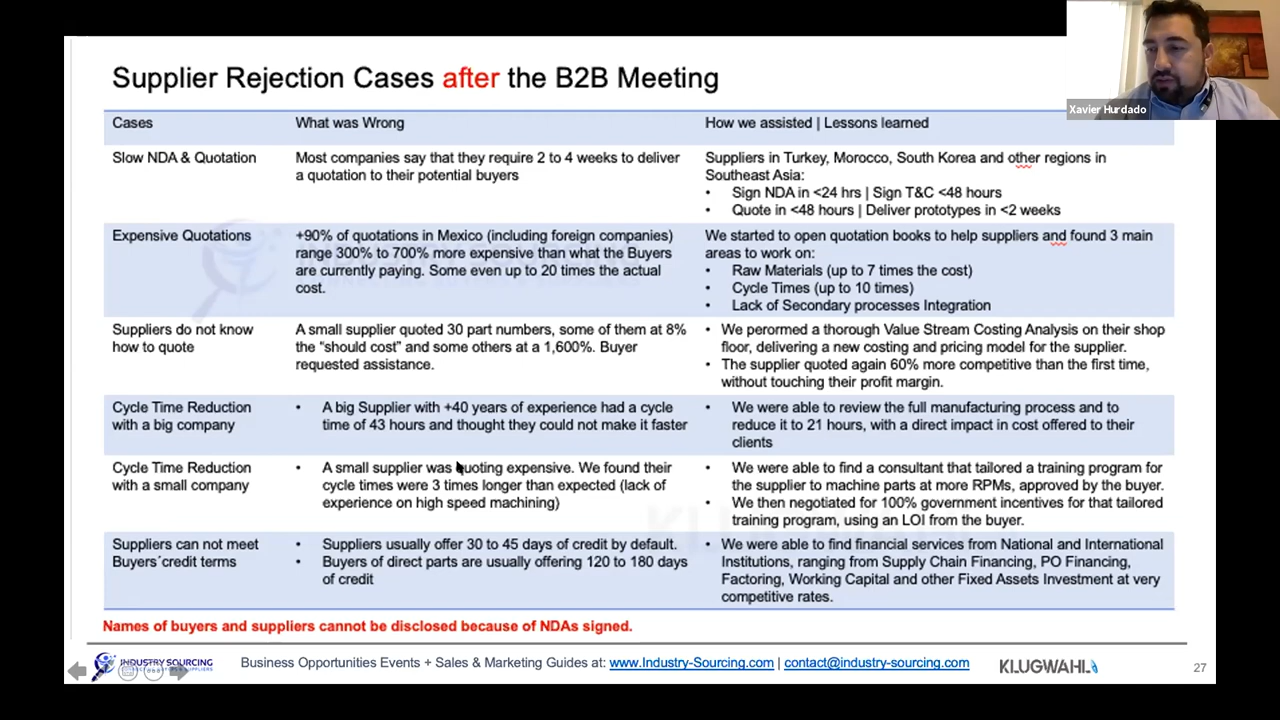 Supplier Rejection Cases after the B2B Meeting
Xavier Hurdado
Cases
What was Wrong
How we assisted | Lessons learned
Slow NDA & Quotation
Most companies say that they require 2 to 4 weeks to deliver
a quotation to their potential buyers
Suppliers in Turkey, Morocco, South Korea and other regions in
Southeast Asia:
• Sign NDA in <24 hrs | Sign T&C <48 hours
• Quote in <48 hours | Deliver prototypes in <2 weeks
Expensive Quotations
+90% of quotations in Mexico (including foreign companies)
range 300% to 700% more expensive than what the Buyers
are currently paying. Some even up to 20 times the actual
cost.
We started to open quotation books to help suppliers and found 3 main
areas to work on:
• Raw Materials (up to 7 times the cost)
• Cycle Times (up to 10 times)
• Lack of Secondary processes Integration
Suppliers do not know
how to quote
A small supplier quoted 30 part numbers, some of them at 8%
the “should cost” and some others at a 1,600%. Buyer
requested assistance.
• We perormed a thorough Value Stream Costing Analysis on their shop
floor, delivering a new costing and pricing model for the supplier.
• The supplier quoted again 60% more competitive than the first time,
without touching their profit margin.
Cycle Time Reduction
with a big company
• A big Supplier with +40 years of experience had a cycle
time of 43 hours and thought they could not make it faster
• We were able to review the full manufacturing process and to
reduce it to 21 hours, with a direct impact in cost offered to their
clients
Cycle Time Reduction
with a small company
• A small supplier was quoting expensive. We found their
cycle times were 3 times longer than expected (lack of
experience on high speed machining)
• We were able to find a consultant that tailored a training program for
the supplier to machine parts at more RPMs, approved by the buyer.
• We then negotiated for 100% government incentives for that tailored
training program, using an LOI from the buyer.
Suppliers can not meet
Buyers´credit terms
• Suppliers usually offer 30 to 45 days of credit by default.
• Buyers of direct parts are usually offering 120 to 180 days
of credit
• We were able to find financial services from National and International
Institutions, ranging from Supply Chain Financing, PO Financing,
Factoring, Working Capital and other Fixed Assets Investment at very
competitive rates.
Names of buyers and suppliers cannot be disclosed because of NDAs signed.
INDUSTRY SOURCING
Business Opportunities Events + Sales & Marketing Guides at: www.Industry-Sourcing.com | contact@industry-sourcing.com
KLUGWAHL
27